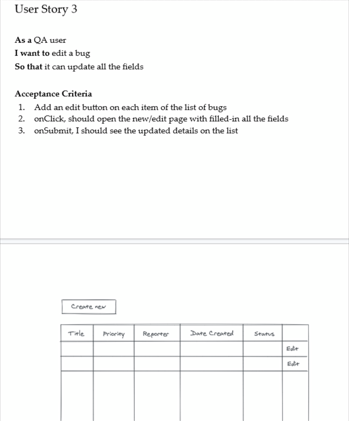 User Story 3
As a QA user
I want to edit a bug
So that it can update all the fields
Acceptance Criteria
1. Add an edit button on each item of the list of bugs
2. onClick, should open the new/edit page with filled-in all the fields
3. onSubmit, I should see the updated details on the list
Create new
Title Priority Reporter Date Created Status
Edit
Edit